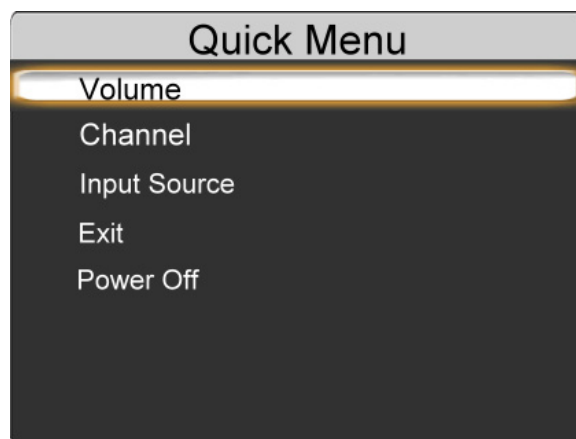 Quick Menu
Volume
Channel
Input Source
Exit
Power Off